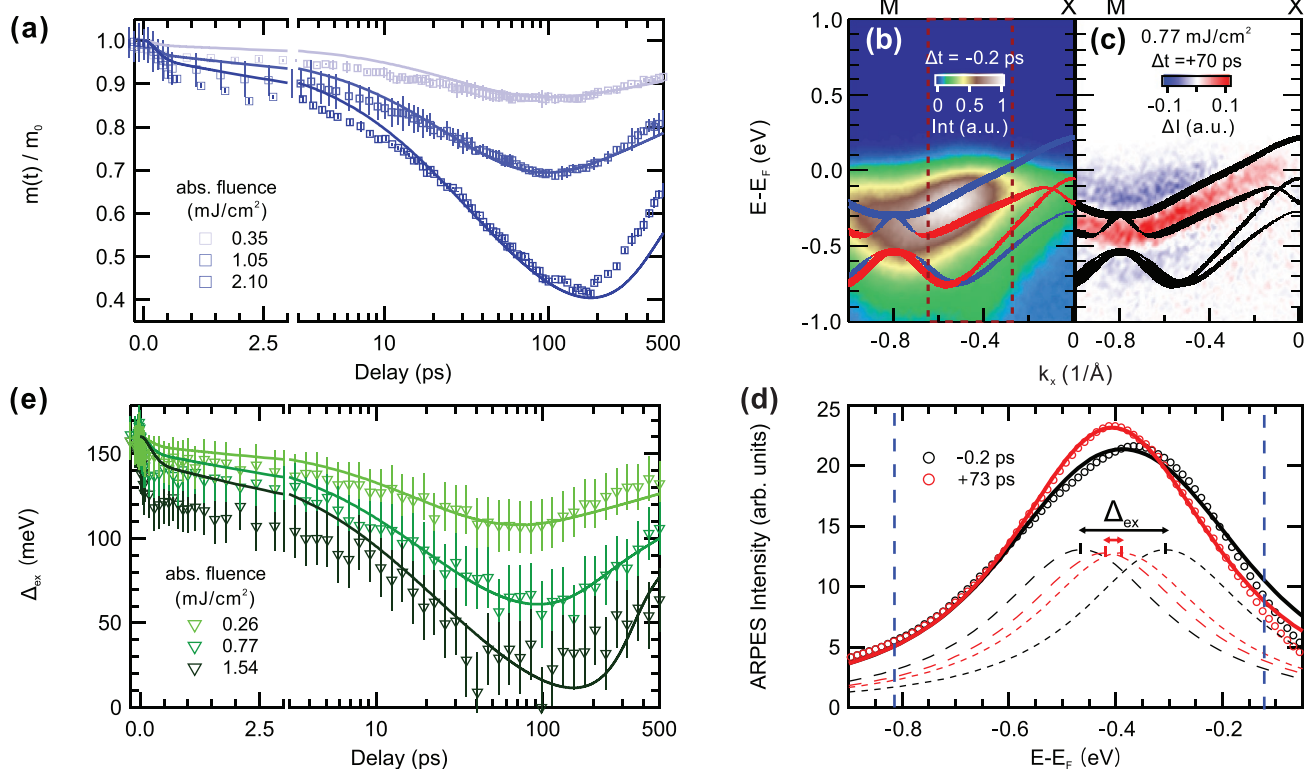 (a)
1.0
0.9
0.8
0.7
0.6
0.5
0.4
m(t) / m0
abs. fluence
(mJ/cm²)
0.35
1.05
2.10
0.0
2.5
10
100
500
Delay (ps)
M
X
(b)
Δt = -0.2 ps
0 0.5 1
Int (a.u.)
1.0
0.5
0.0
-0.5
-1.0
E-EF (eV)
-0.8
-0.4
0
M
X
(c)
0.77 mJ/cm²
Δt =+70 ps
-0.1 0.1
ΔI (a.u.)
-0.8
-0.4
0
kx (1/Å)
(e)
150
100
50
0
Δex (meV)
abs. fluence
(mJ/cm²)
0.26
0.77
1.54
0.0
2.5
10
100
500
Delay (ps)
(d)
25
20
15
10
5
0
ARPES Intensity (arb. units)
-0.2 ps
+73 ps
Δex
-0.8
-0.6
-0.4
-0.2
E-EF (eV)